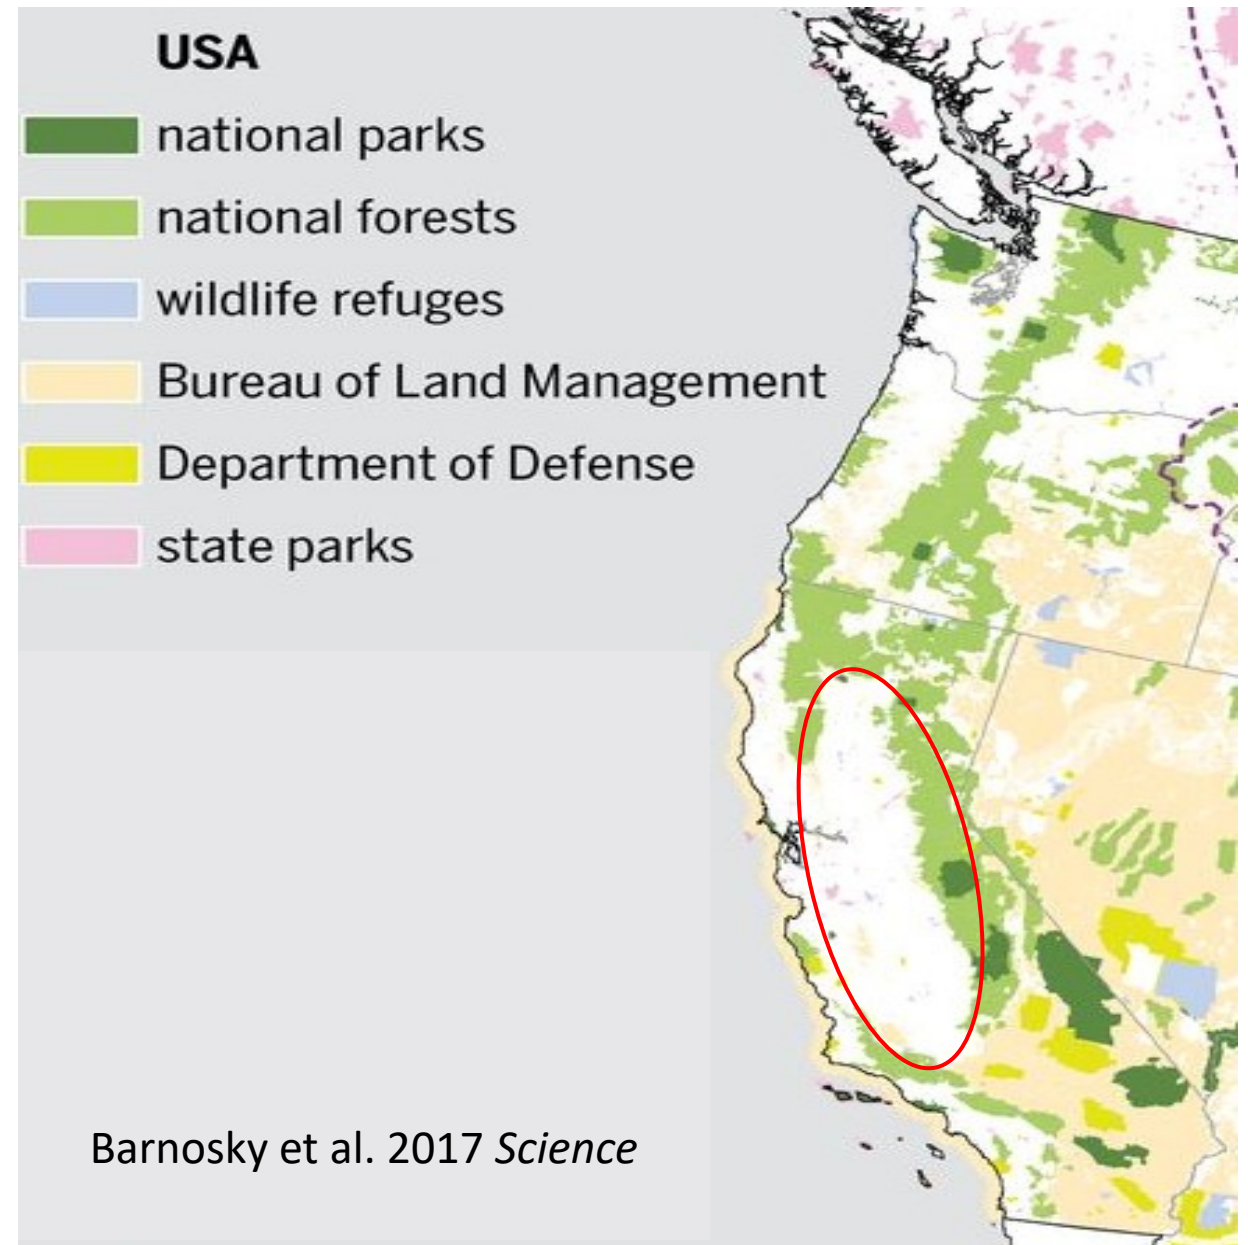 USA
national parks
national forests
wildlife refuges
Bureau of Land Management
Department of Defense
state parks
Barnosky et al. 2017 Science